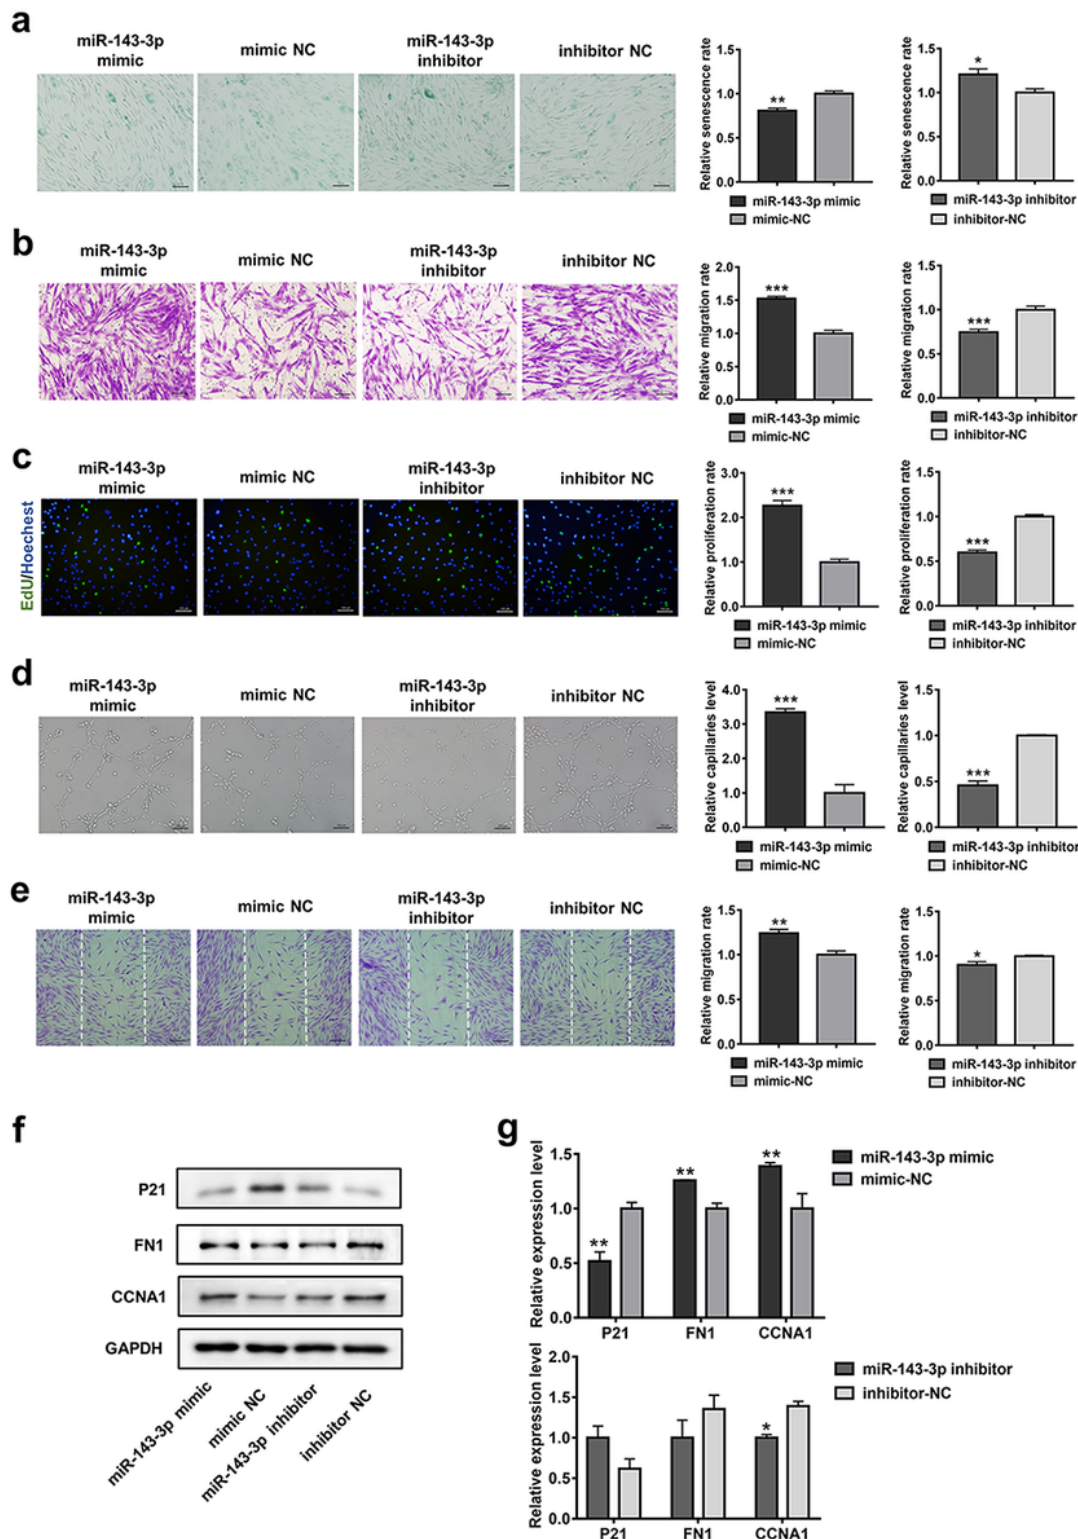 a
miR-143-3p
mimic
mimic NC
miR-143-3p
inhibitor
inhibitor NC
Relative senescence rate
1.5
1.0
0.5
0.0
**
miR-143-3p mimic
mimic-NC
Relative senescence rate
1.5
1.0
0.5
0.0
*
miR-143-3p inhibitor
inhibitor-NC
b
miR-143-3p
mimic
mimic NC
miR-143-3p
inhibitor
inhibitor NC
Relative migration rate
2.0
1.5
1.0
0.5
0.0
***
miR-143-3p mimic
mimic-NC
Relative migration rate
1.5
1.0
0.5
0.0
***
miR-143-3p inhibitor
inhibitor-NC
c
miR-143-3p
mimic
mimic NC
miR-143-3p
inhibitor
inhibitor NC
EdU/Hoechest
Relative proliferation rate
3.0
2.0
1.0
0.0
***
miR-143-3p mimic
mimic-NC
Relative proliferation rate
1.5
1.0
0.5
0.0
***
miR-143-3p inhibitor
inhibitor-NC
d
miR-143-3p
mimic
mimic NC
miR-143-3p
inhibitor
inhibitor NC
Relative capillaries level
4.0
3.0
2.0
1.0
0.0
***
miR-143-3p mimic
mimic-NC
Relative capillaries level
1.5
1.0
0.5
0.0
***
miR-143-3p inhibitor
inhibitor-NC
e
miR-143-3p
mimic
mimic NC
miR-143-3p
inhibitor
inhibitor NC
Relative migration rate
1.5
1.0
0.5
0.0
**
miR-143-3p mimic
mimic-NC
Relative migration rate
1.5
1.0
0.5
0.0
*
miR-143-3p inhibitor
inhibitor-NC
f
P21
FN1
CCNA1
GAPDH
miR-143-3p mimic
mimic NC
miR-143-3p inhibitor
inhibitor NC
g
Relative expression level
1.5
1.0
0.5
0.0
**
**
**
P21
FN1
CCNA1
miR-143-3p mimic
mimic-NC
Relative expression level
2.0
1.5
1.0
0.5
0.0
*
P21
FN1
CCNA1
miR-143-3p inhibitor
inhibitor-NC